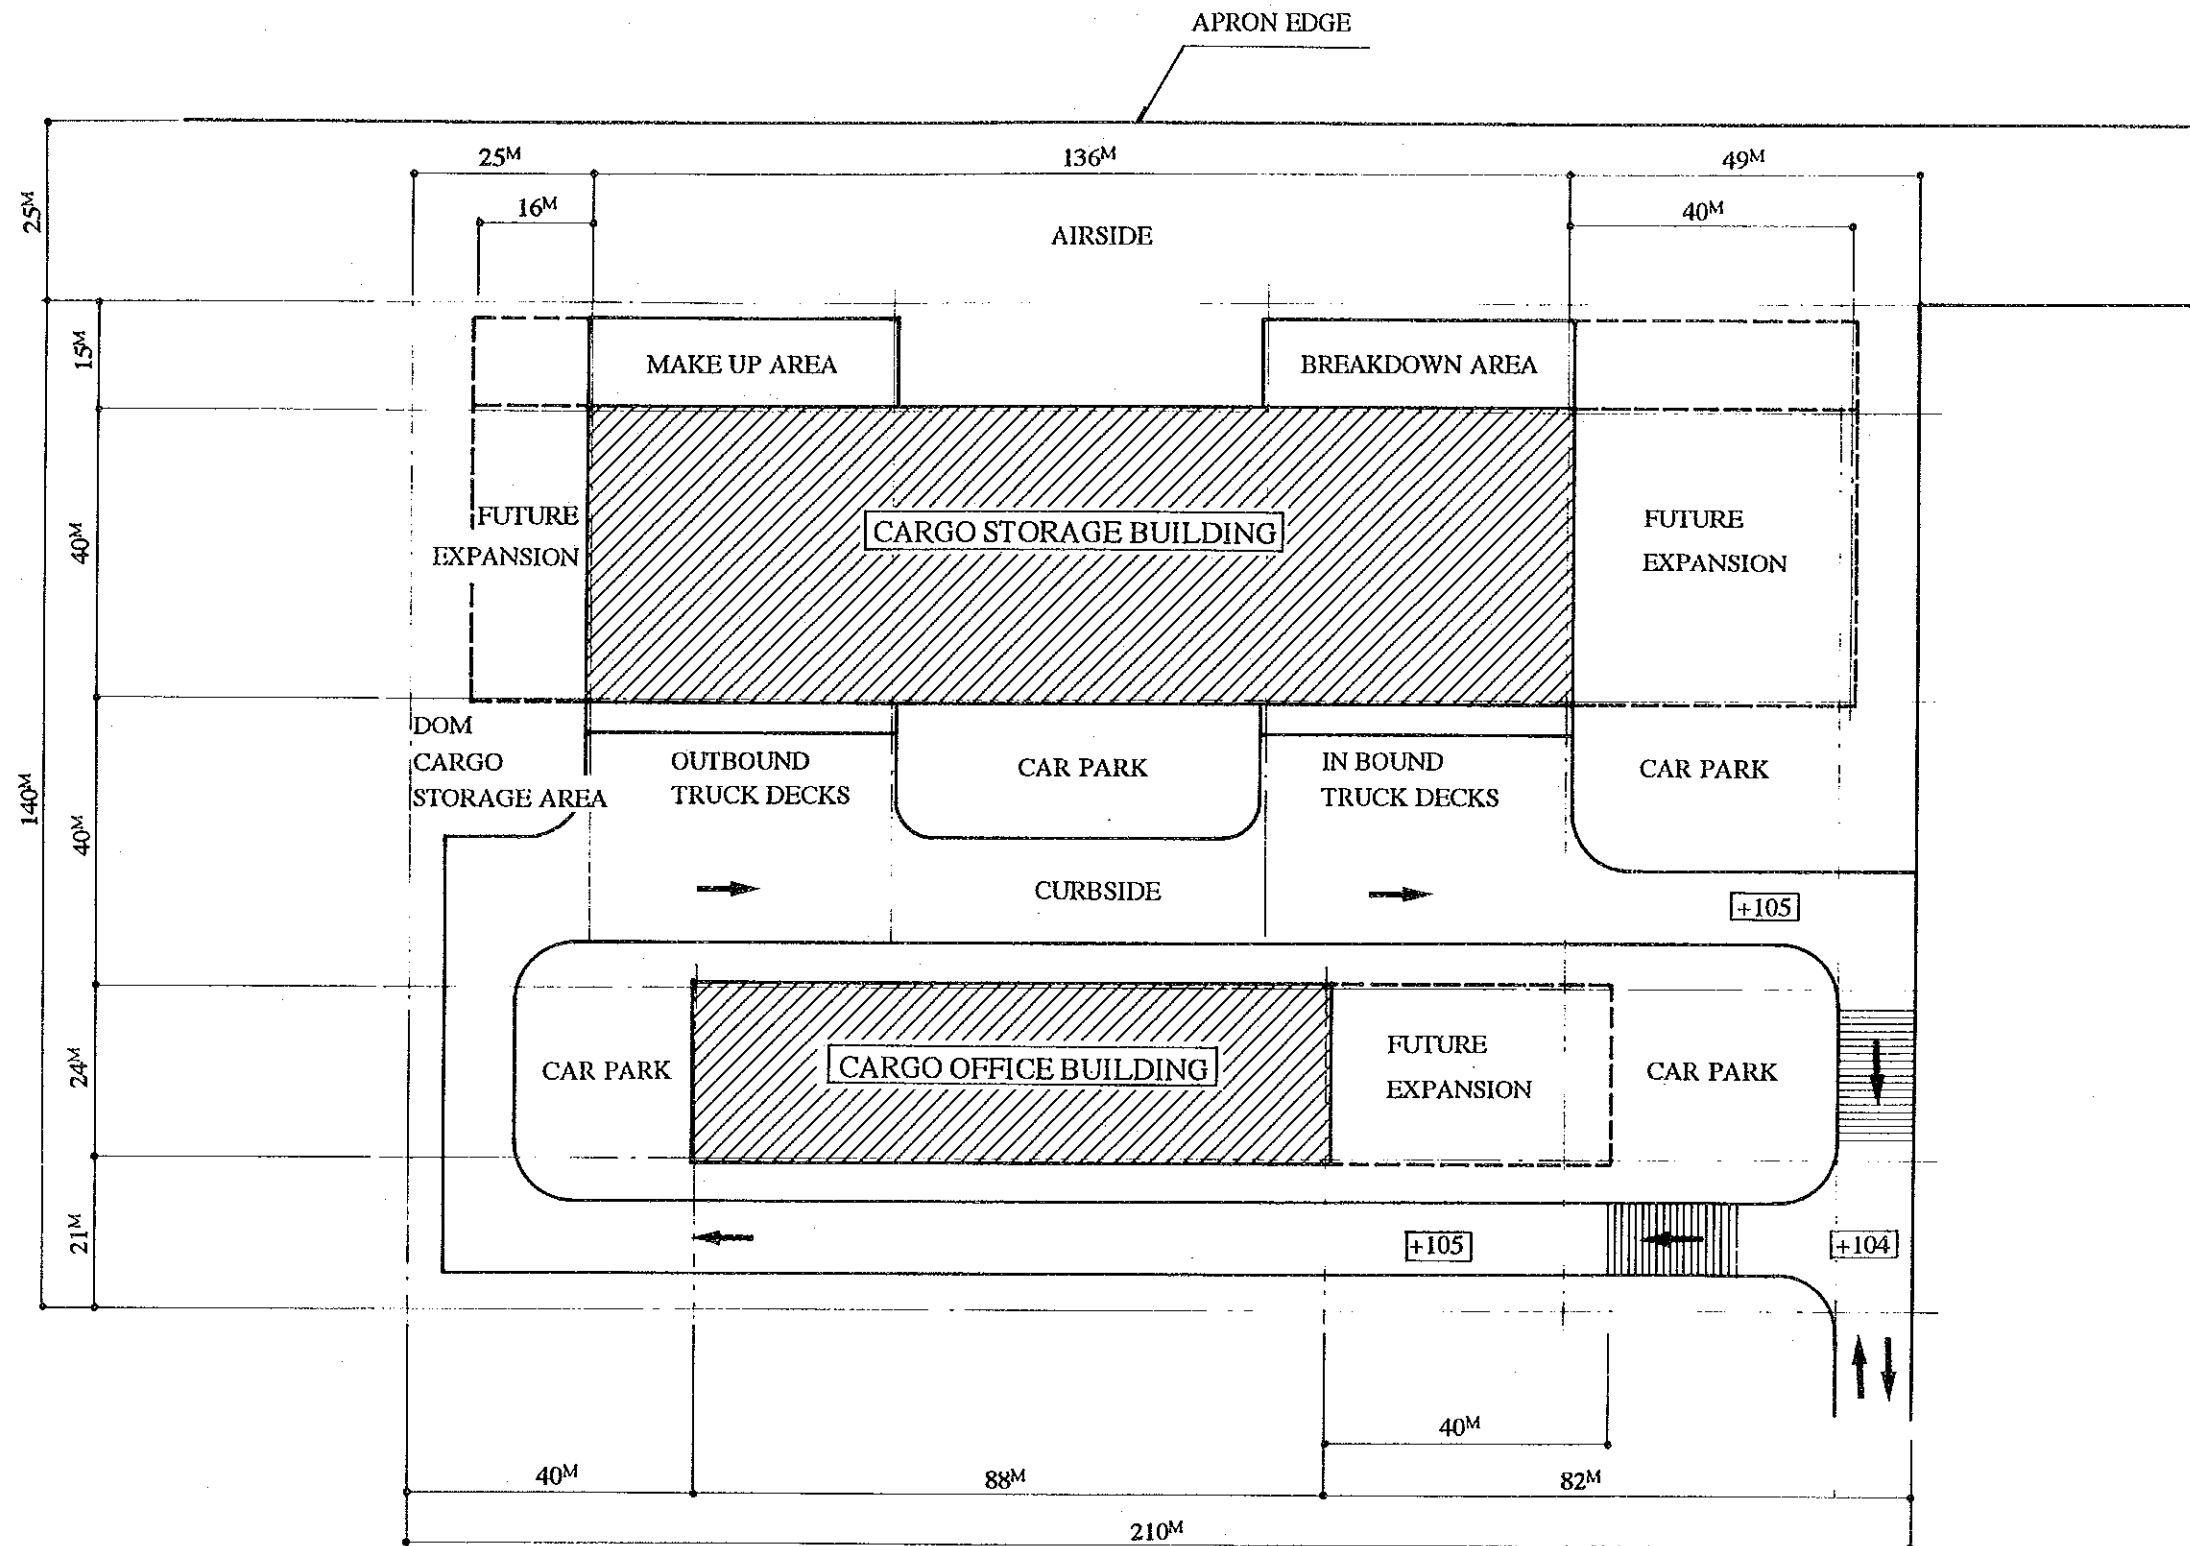 APRON EDGE
25M
136M
49M
25M
16M
40M
AIRSIDE
15M
MAKE UP AREA
BREAKDOWN AREA
40M
FUTURE
EXPANSION
CARGO STORAGE BUILDING
FUTURE
EXPANSION
140M
DOM
CARGO
STORAGE AREA
OUTBOUND
TRUCK DECKS
CAR PARK
IN BOUND
TRUCK DECKS
CAR PARK
40M
CURBSIDE
+105
24M
CAR PARK
CARGO OFFICE BUILDING
FUTURE
EXPANSION
CAR PARK
21M
+105
+104
40M
40M
88M
82M
210M